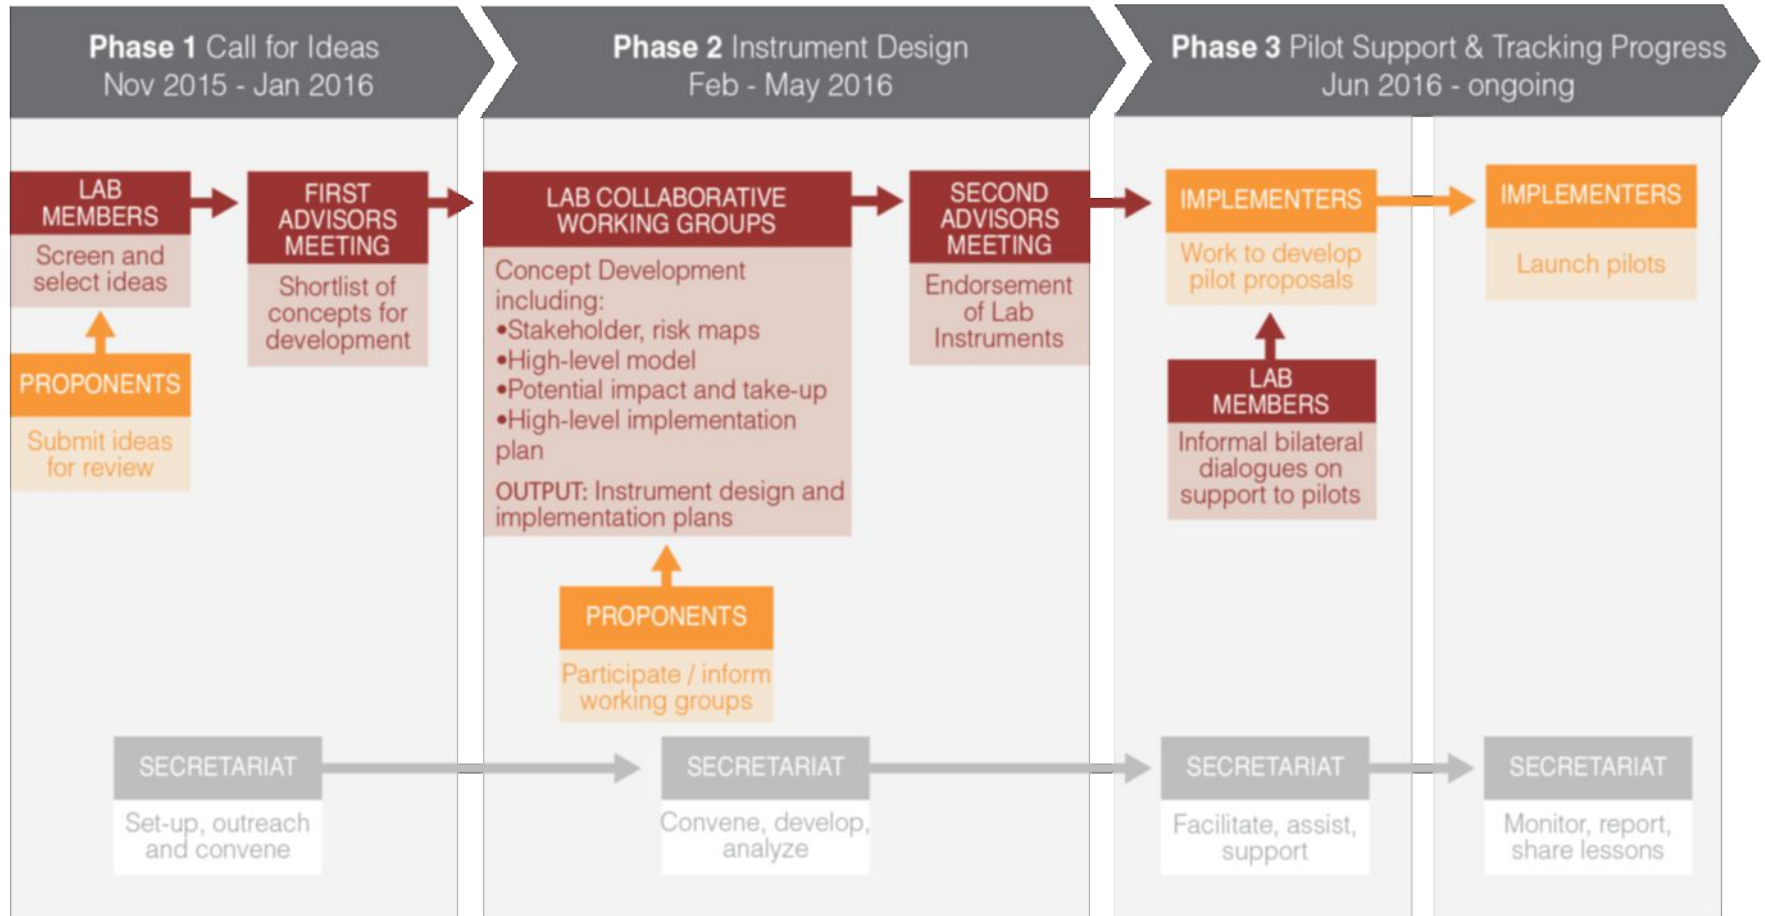 Phase 1 Call for Ideas
Nov 2015 - Jan 2016
Phase 2 Instrument Design
Feb - May 2016
Phase 3 Pilot Support & Tracking Progress
Jun 2016 - ongoing
LAB
MEMBERS
Screen and
select ideas
PROPONENTS
Submit ideas
for review
FIRST
ADVISORS
MEETING
Shortlist of
concepts for
development
LAB COLLABORATIVE
WORKING GROUPS
Concept Development
including:
•Stakeholder, risk maps
•High-level model
•Potential impact and take-up
•High-level implementation
plan
OUTPUT: Instrument design and
implementation plans
PROPONENTS
Participate / inform
working groups
SECOND
ADVISORS
MEETING
Endorsement
of Lab
Instruments
IMPLEMENTERS
Work to develop
pilot proposals
LAB
MEMBERS
Informal bilateral
dialogues on
support to pilots
IMPLEMENTERS
Launch pilots
SECRETARIAT
Set-up, outreach
and convene
SECRETARIAT
Convene, develop,
analyze
SECRETARIAT
Facilitate, assist,
support
SECRETARIAT
Monitor, report,
share lessons